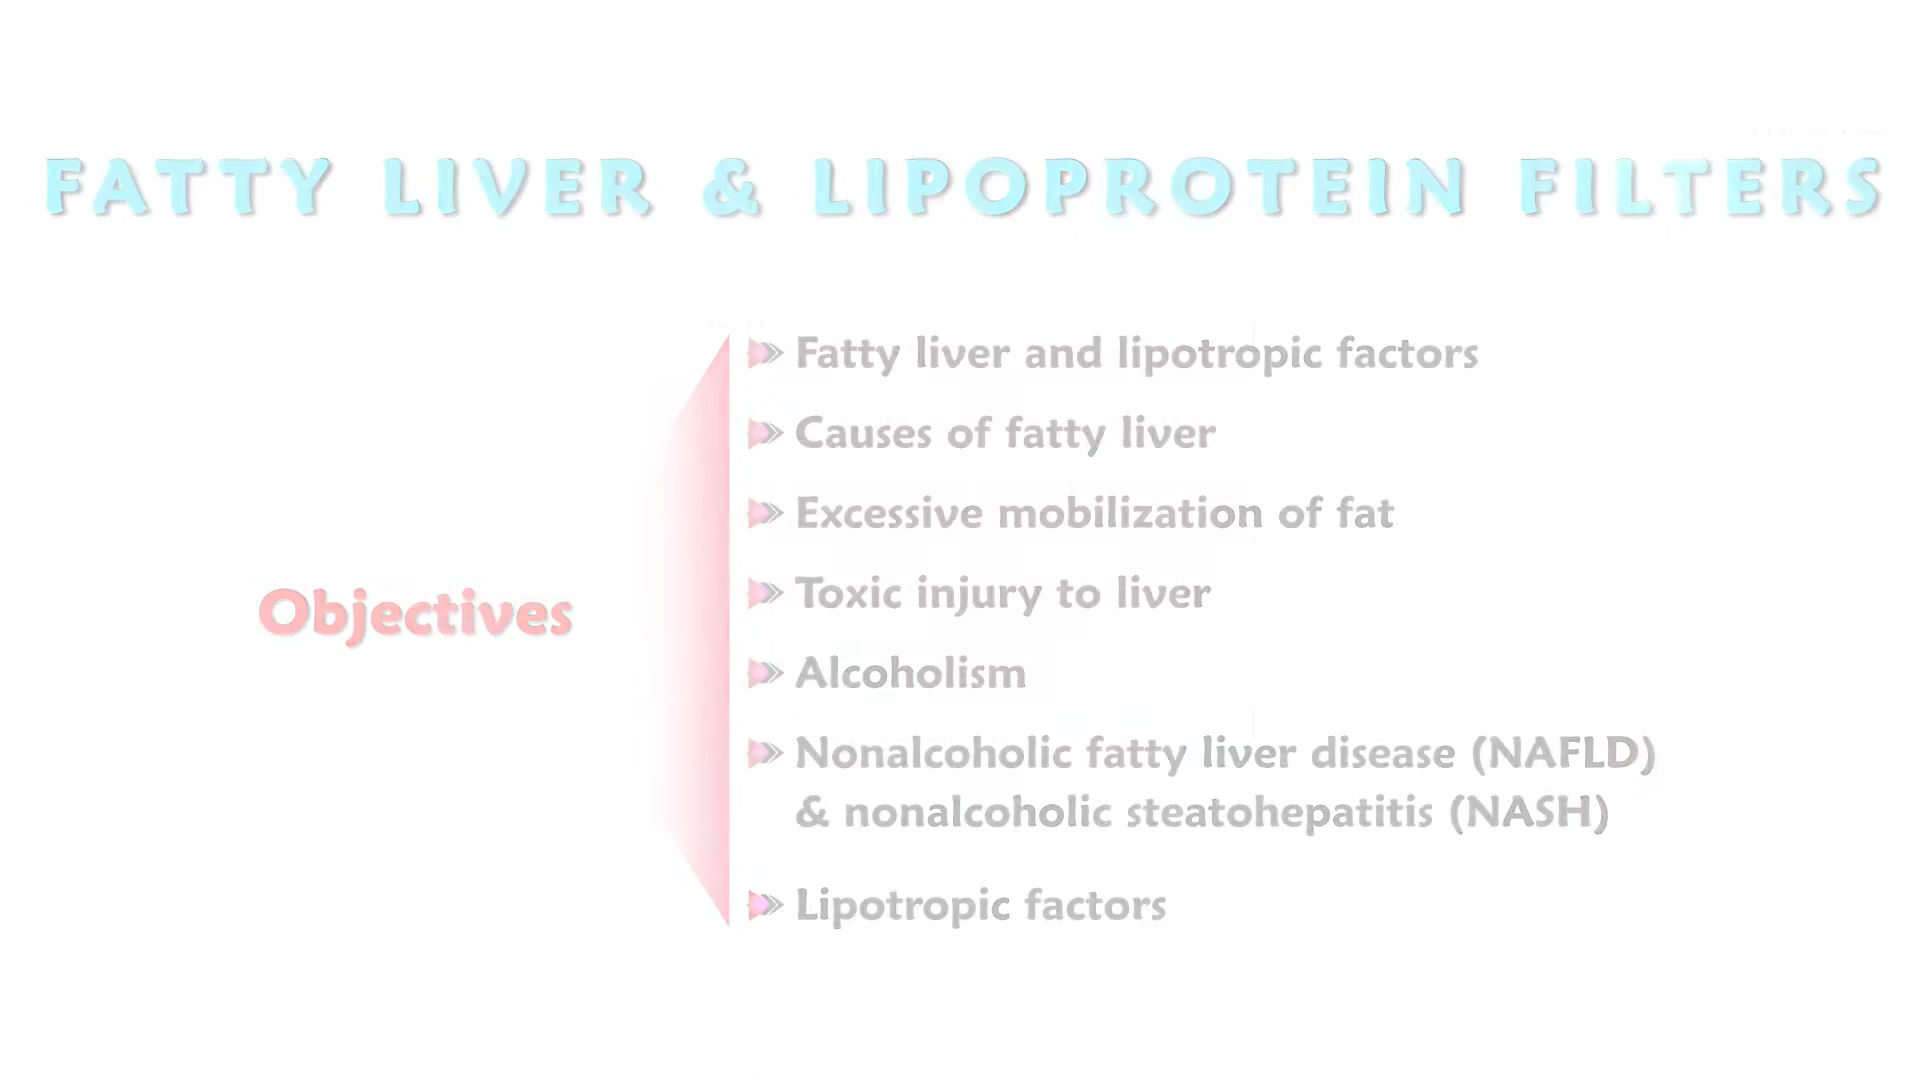 FATTY LIVER & LIPOPROTEIN FILTERS
Objectives
Fatty liver and lipotropic factors
Causes of fatty liver
Excessive mobilization of fat
Toxic injury to liver
Alcoholism
Nonalcoholic fatty liver disease (NAFLD)
& nonalcoholic steatohepatitis (NASH)
Lipotropic factors